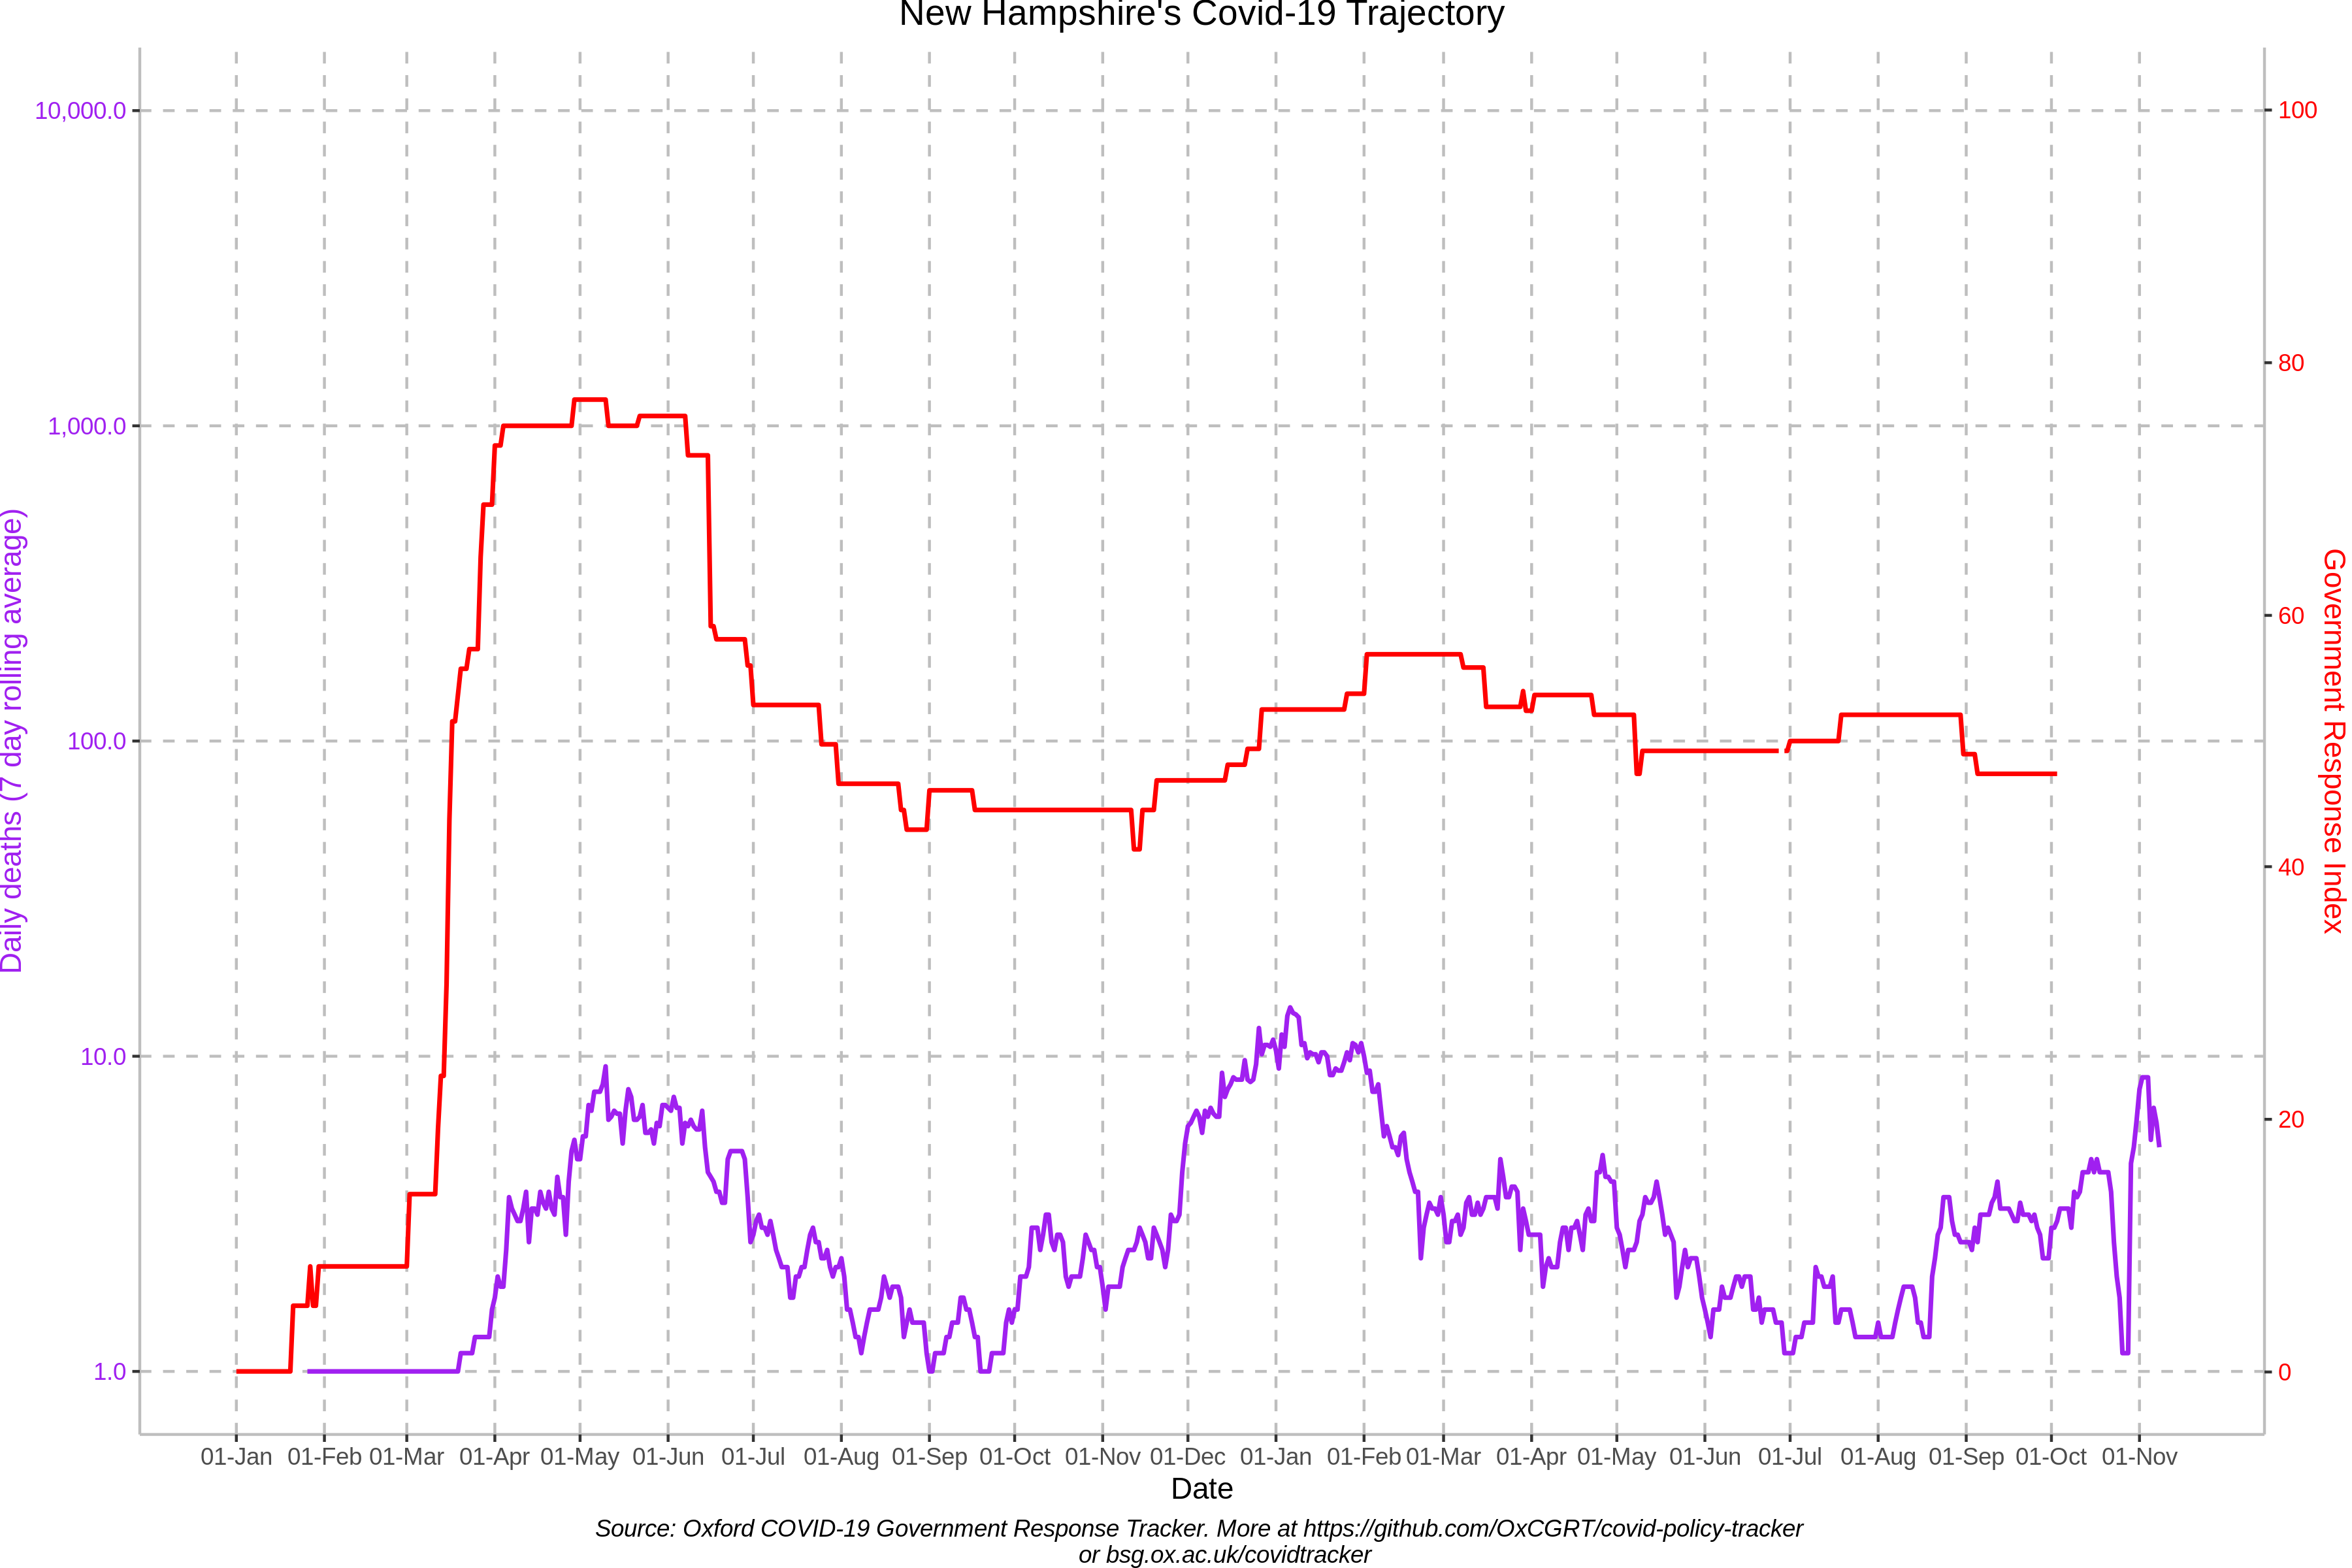 New Hampshire's Covid-19 Trajectory
10,000.0
1,000.0
100.0
10.0
1.0
Daily deaths (7 day rolling average)
100
80
60
40
20
0
Government Response Index
01-Jan 01-Feb 01-Mar 01-Apr 01-May 01-Jun 01-Jul 01-Aug 01-Sep 01-Oct 01-Nov 01-Dec 01-Jan 01-Feb 01-Mar 01-Apr 01-May 01-Jun 01-Jul 01-Aug 01-Sep 01-Oct 01-Nov
Date
Source: Oxford COVID-19 Government Response Tracker. More at https://github.com/OxCGRT/covid-policy-tracker
or bsg.ox.ac.uk/covidtracker